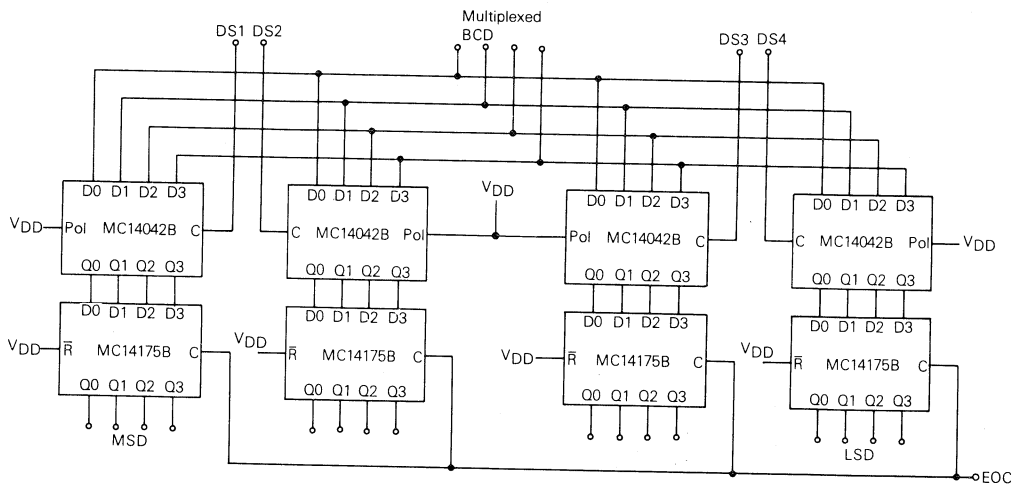 Multiplexed
BCD
DS1 DS2
DS3 DS4
D0 D1 D2 D3
D0 D1 D2 D3
D0 D1 D2 D3
D0 D1 D2 D3
VDD
VDD Pol MC14042B C
C MC14042B Pol
Pol MC14042B C
C MC14042B Pol VDD
Q0 Q1 Q2 Q3
Q0 Q1 Q2 Q3
Q0 Q1 Q2 Q3
Q0 Q1 Q2 Q3
D0 D1 D2 D3
D0 D1 D2 D3
D0 D1 D2 D3
D0 D1 D2 D3
VDD R̅ MC14175B C
VDD R̅ MC14175B C
VDD R̅ MC14175B C
VDD R̅ MC14175B C
Q0 Q1 Q2 Q3
Q0 Q1 Q2 Q3
Q0 Q1 Q2 Q3
Q0 Q1 Q2 Q3
MSD
LSD
EOC